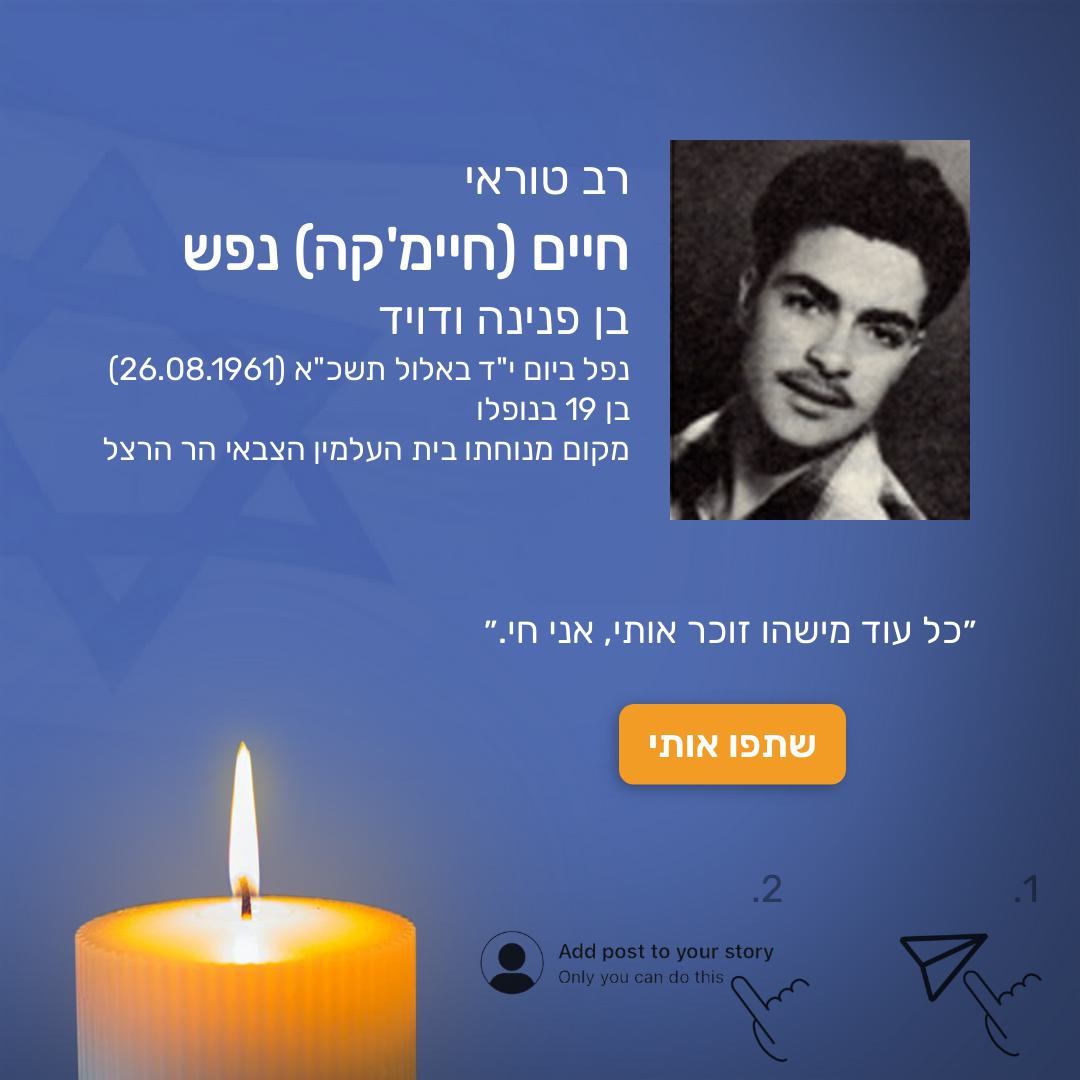 רב טוראי
חיים (חיימ'קה) נפש
בן פנינה ודויד
נפל ביום י"ד באלול תשכ"א (26.08.1961)
בן 19 בנופלו
מקום מנוחתו בית העלמין הצבאי הר הרצל
״כל עוד מישהו זוכר אותי, אני חי.״
שתפו אותי
.1
.2
Add post to your story
Only you can do this